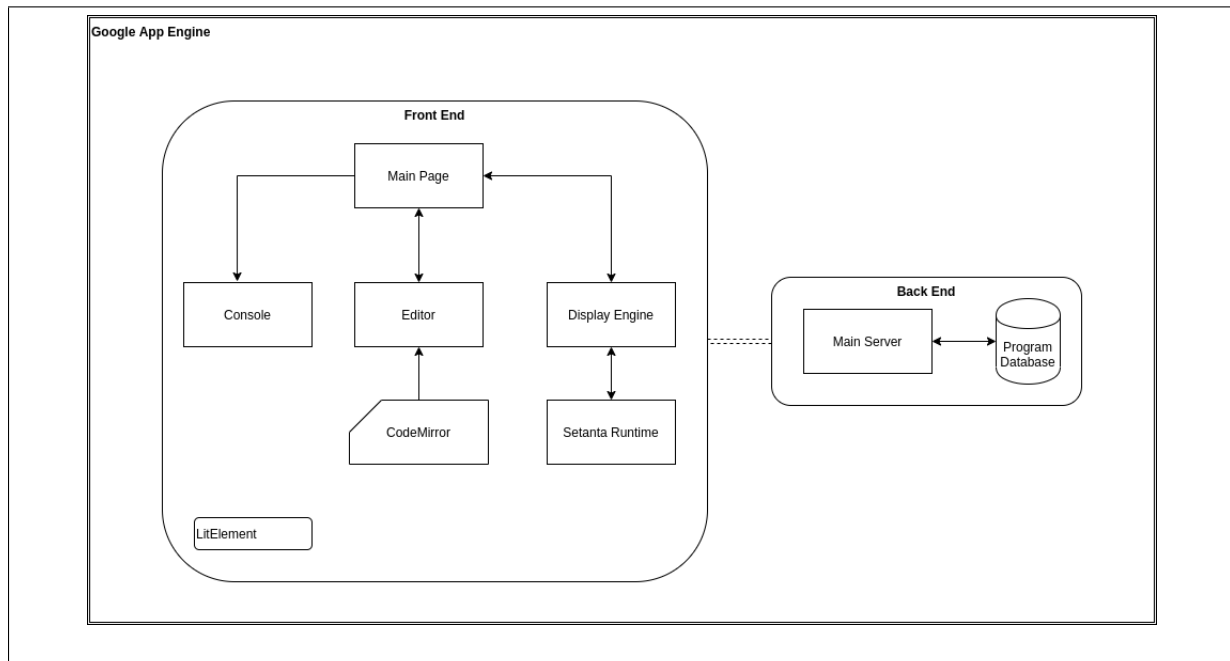 Google App Engine
Front End
Main Page
Console
Editor
Display Engine
CodeMirror
Setanta Runtime
LitElement
Back End
Main Server
Program
Database